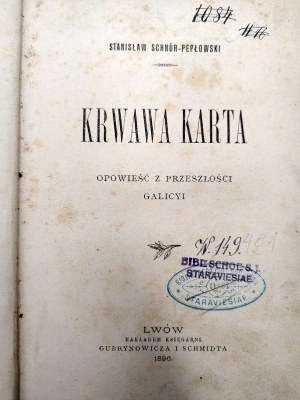 1084
STANISŁAW SCHNÜR-PEPŁOWSKI
KRWAWA KARTA
OPOWIEŚĆ Z PRZESZŁOŚCI
GALICYI
N. 149.
BIBL. SCHOL. S. J.
STARAVIESIAE
STARAVIESIAE
LWÓW
NAKŁADEM KSIĘGARNI
GUBRYNOWICZA I SCHMIDTA
1896.